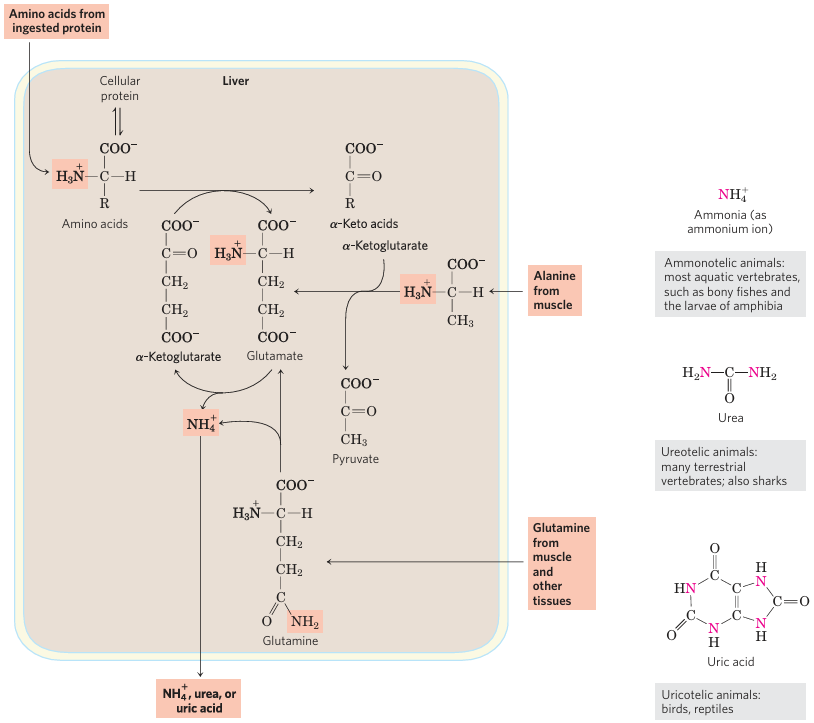 Amino acids from
ingested protein
Cellular
protein
Liver
COO⁻
H₃N⁺—C—H
R
Amino acids
COO⁻
C=O
R
α-Keto acids
COO⁻
C=O
CH₂
CH₂
COO⁻
α-Ketoglutarate
COO⁻
H₃N⁺—C—H
CH₂
CH₂
COO⁻
Glutamate
α-Ketoglutarate
COO⁻
H₃N⁺—C—H
CH₃
Alanine
from
muscle
COO⁻
C=O
CH₃
Pyruvate
NH₄⁺
COO⁻
H₃N⁺—C—H
CH₂
CH₂
C
O NH₂
Glutamine
Glutamine
from
muscle
and
other
tissues
NH₄⁺, urea, or
uric acid
NH₄⁺
Ammonia (as
ammonium ion)
Ammonotelic animals:
most aquatic vertebrates,
such as bony fishes and
the larvae of amphibia
H₂N—C—NH₂
O
Urea
Ureotelic animals:
many terrestrial
vertebrates; also sharks
O
C H
HN C N
C=O
C C N
O N H
H
Uric acid
Uricotelic animals:
birds, reptiles